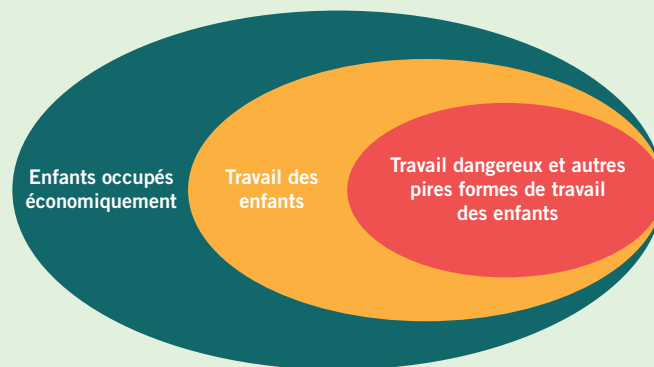 Enfants occupés
économiquement
Travail des
enfants
Travail dangereux et autres
pires formes de travail
des enfants